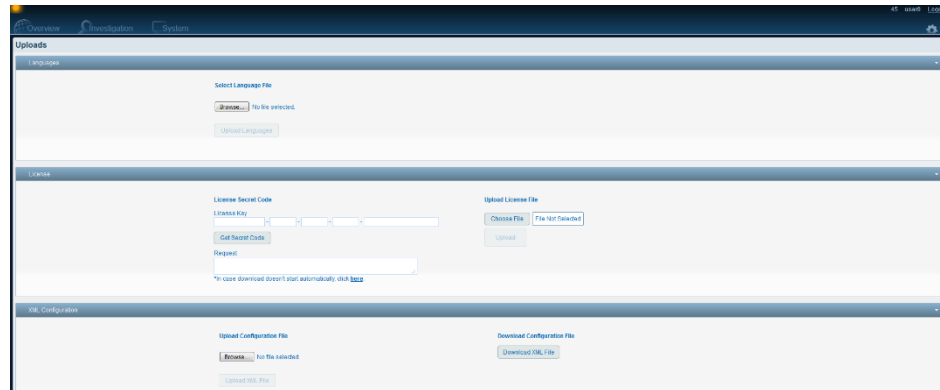 45 user8 Logo
Overview Investigation System
Uploads
Languages
Select Language File
Browse... No file selected.
Upload Languages
License
License Secret Code
Upload License File
License Key
- - - -
Choose File File Not Selected
Get Secret Code
Upload
Request
*In case download doesn't start automatically, click here
XML Configuration
Upload Configuration File
Download Configuration File
Browse... No file selected.
Download XML File
Upload XML File